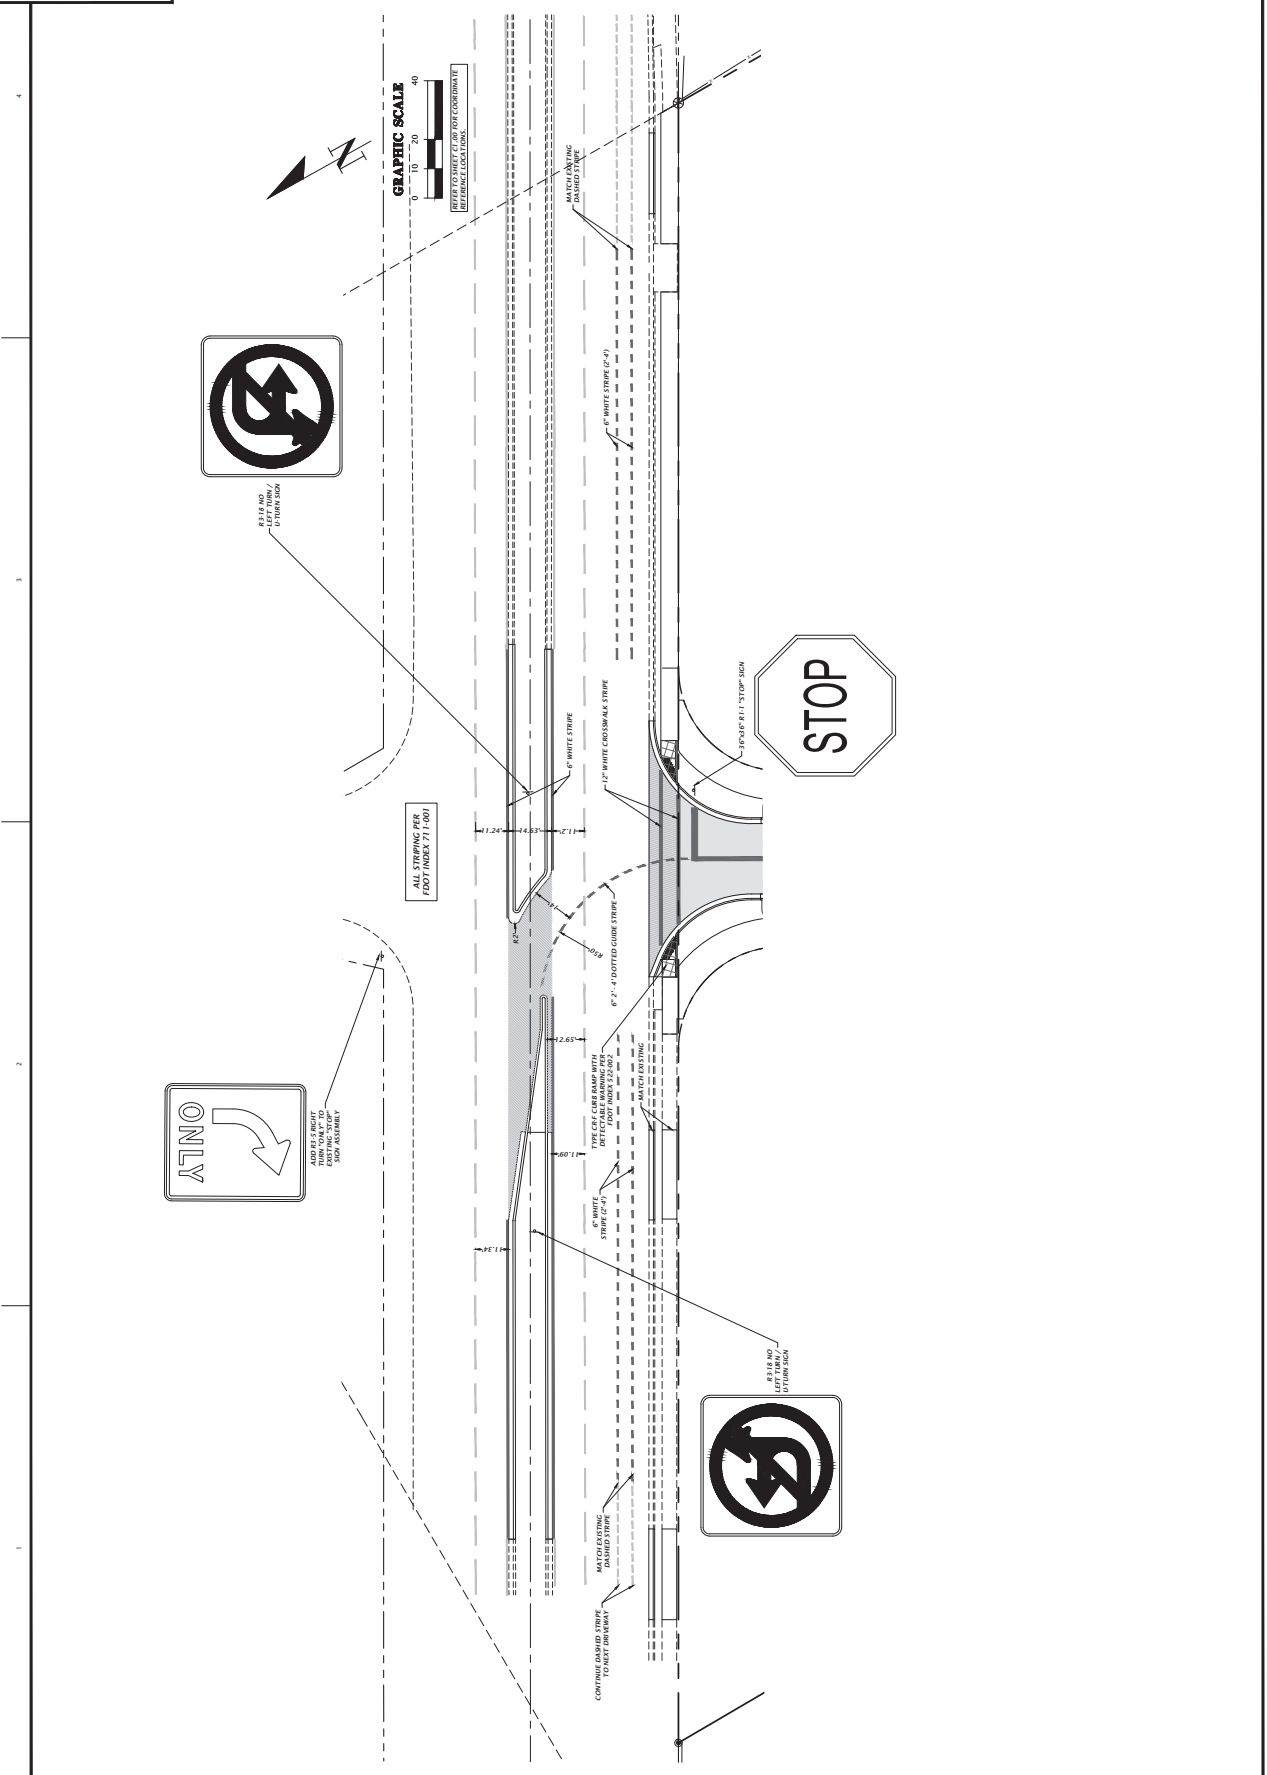 4
3
2
1
GRAPHIC SCALE
0
10
20
40
REFER TO SHEET C1.00 FOR COORDINATE
REFERENCE LOCATIONS.
N
MATCH EXISTING
DASHED STRIPE
6" WHITE STRIPE (2'-4')
R3-18 NO
LEFT TURN /
U-TURN SIGN
6" WHITE STRIPE
12" WHITE CROSSWALK STRIPE
36"x36" R1-1 "STOP" SIGN
STOP
ALL STRIPING PER
FDOT INDEX 711-001
11.24'
14.63'
11.2'
R2'
14'
R50'
6" 2' - 4' DOTTED GUIDE STRIPE
12.65'
TYPE CR-F CURB RAMP WITH
DETECTABLE WARNING PER
FDOT INDEX 522-002
MATCH EXISTING
ONLY
ADD R3-5 RIGHT
TURN "ONLY" TO
EXISTING "STOP"
SIGN ASSEMBLY
11.09'
6" WHITE
STRIPE (2'-4')
11.34'
R3-18 NO
LEFT TURN /
U-TURN SIGN
MATCH EXISTING
DASHED STRIPE
CONTINUE DASHED STRIPE
TO NEXT DRIVEWAY